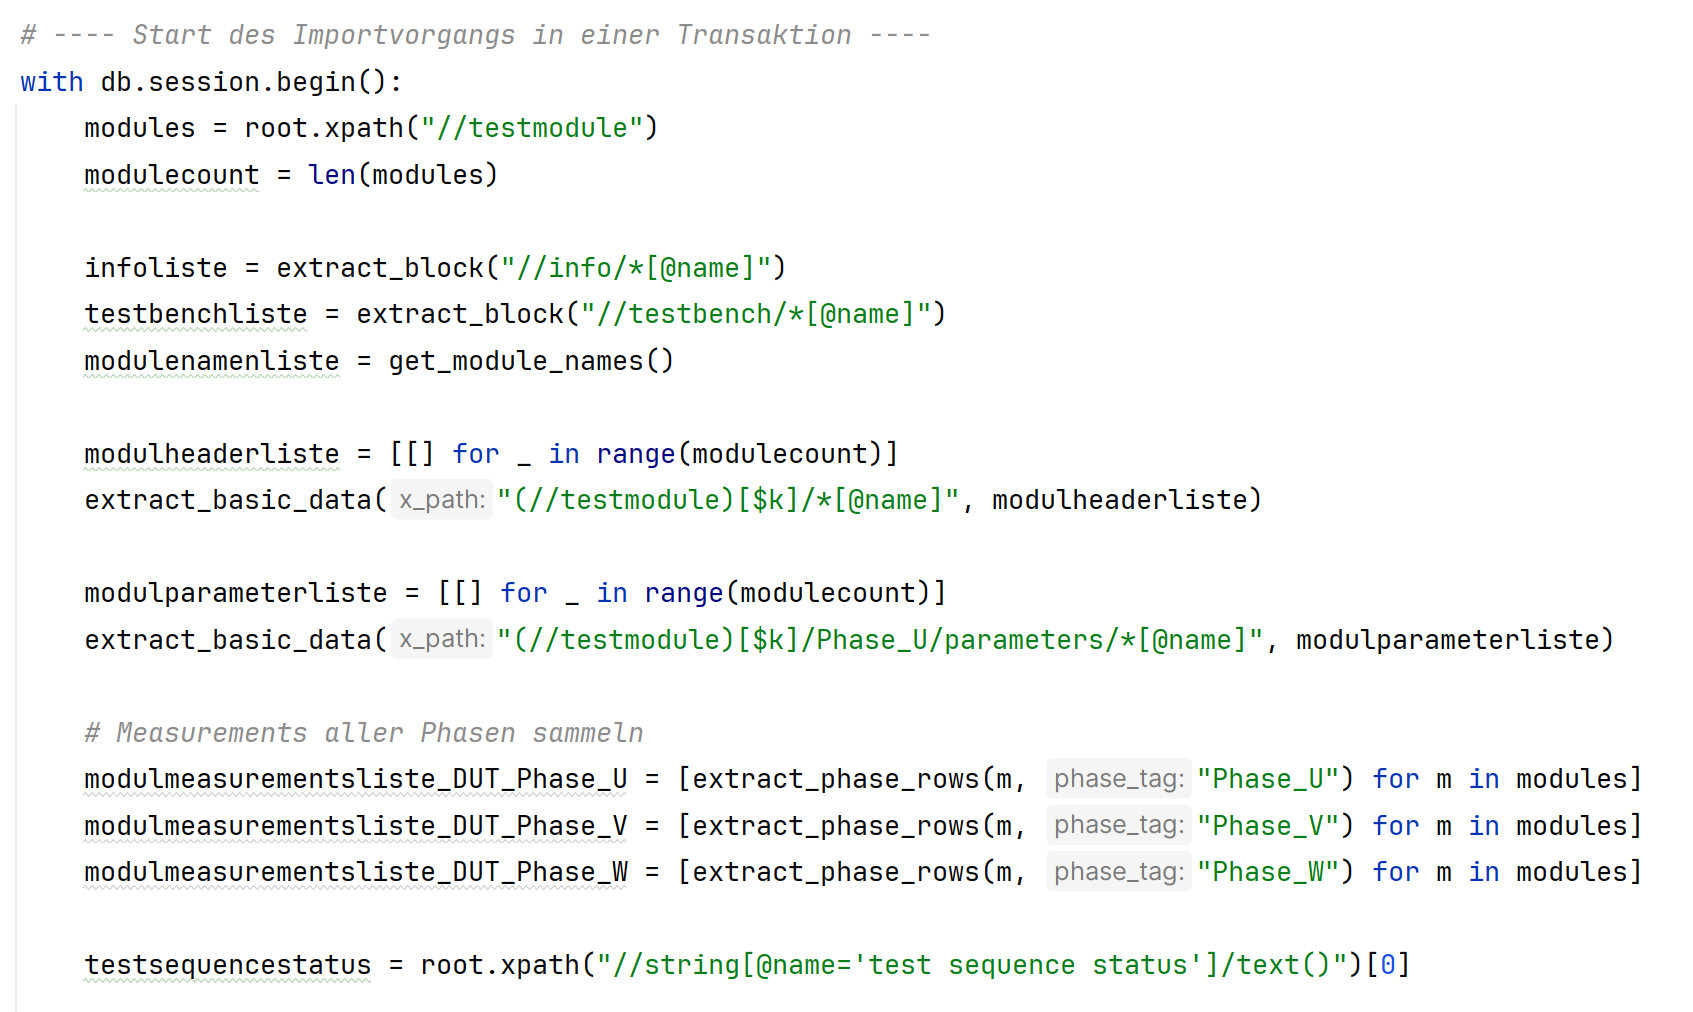 # ---- Start des Importvorgangs in einer Transaktion ----
with db.session.begin():
    modules = root.xpath("//testmodule")
    modulecount = len(modules)

    infoliste = extract_block("//info/*[@name]")
    testbenchliste = extract_block("//testbench/*[@name]")
    modulenamenliste = get_module_names()

    modulheaderliste = [[] for _ in range(modulecount)]
    extract_basic_data( x_path: "(//testmodule)[$k]/*[@name]", modulheaderliste)

    modulparameterliste = [[] for _ in range(modulecount)]
    extract_basic_data( x_path: "(//testmodule)[$k]/Phase_U/parameters/*[@name]", modulparameterliste)

    # Measurements aller Phasen sammeln
    modulmeasurementsliste_DUT_Phase_U = [extract_phase_rows(m, phase_tag: "Phase_U") for m in modules]
    modulmeasurementsliste_DUT_Phase_V = [extract_phase_rows(m, phase_tag: "Phase_V") for m in modules]
    modulmeasurementsliste_DUT_Phase_W = [extract_phase_rows(m, phase_tag: "Phase_W") for m in modules]

    testsequencestatus = root.xpath("//string[@name='test sequence status']/text()")[0]